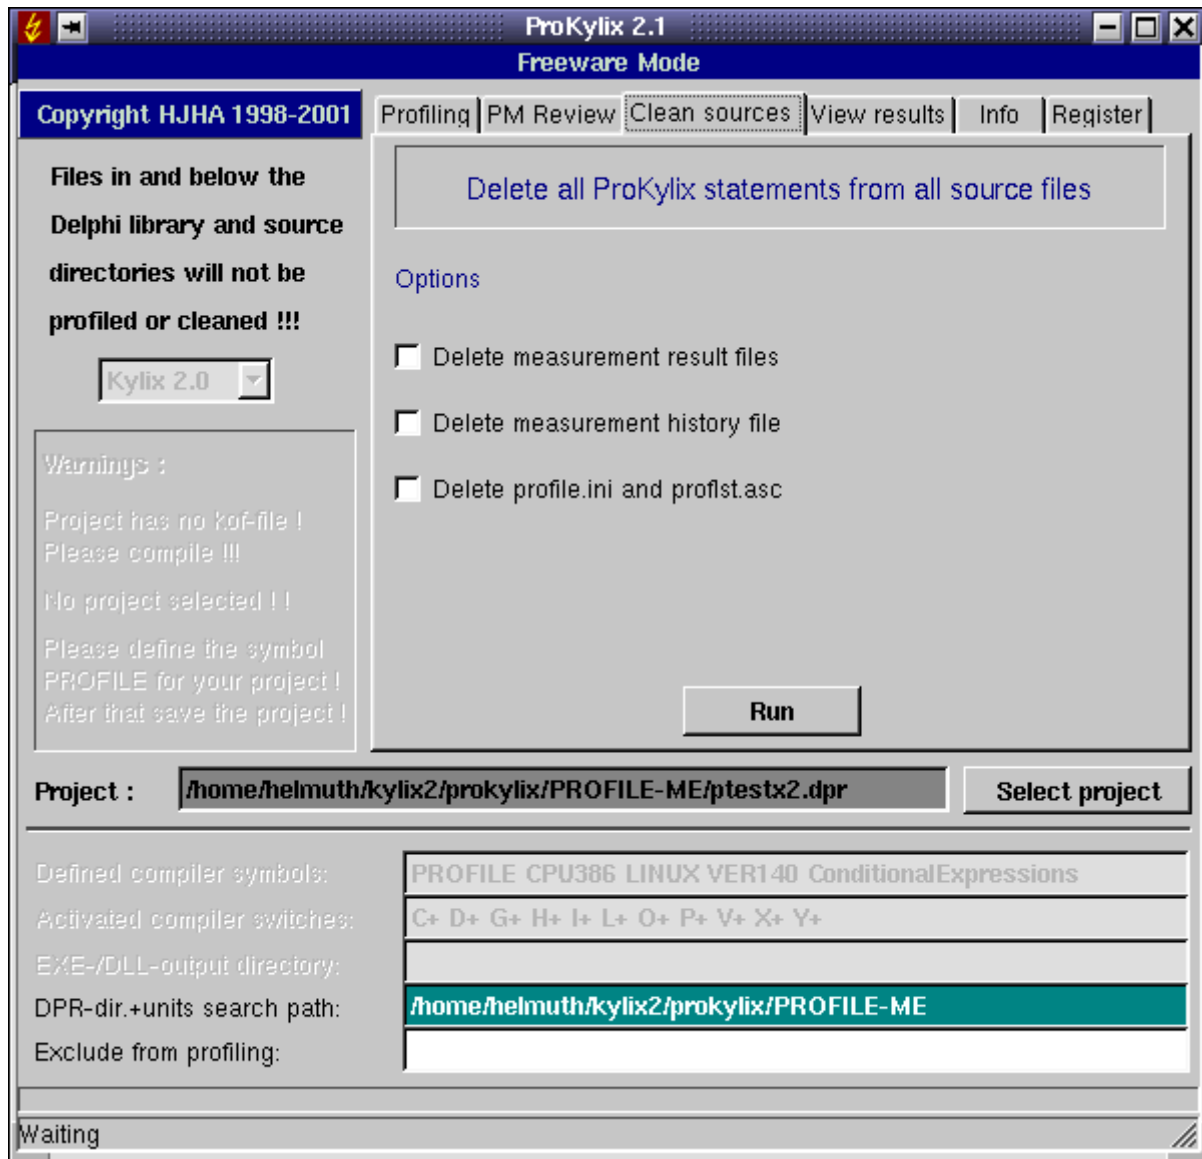 ProKylix 2.1
Freeware Mode
Copyright HJHA 1998-2001
Profiling
PM Review
Clean sources
View results
Info
Register
Files in and below the
Delphi library and source
directories will not be
profiled or cleaned !!!
Kylix 2.0
Warnings :
Project has no kof-file !
Please compile !!!
No project selected ! !
Please define the symbol
PROFILE for your project !
After that save the project !
Delete all ProKylix statements from all source files
Options
Delete measurement result files
Delete measurement history file
Delete profile.ini and proflst.asc
Run
Project :
/home/helmuth/kylix2/prokylix/PROFILE-ME/ptestx2.dpr
Select project
Defined compiler symbols:
PROFILE CPU386 LINUX VER140 ConditionalExpressions
Activated compiler switches:
C+ D+ G+ H+ I+ L+ O+ P+ V+ X+ Y+
EXE-/DLL-output directory:
DPR-dir.+units search path:
/home/helmuth/kylix2/prokylix/PROFILE-ME
Exclude from profiling:
Waiting